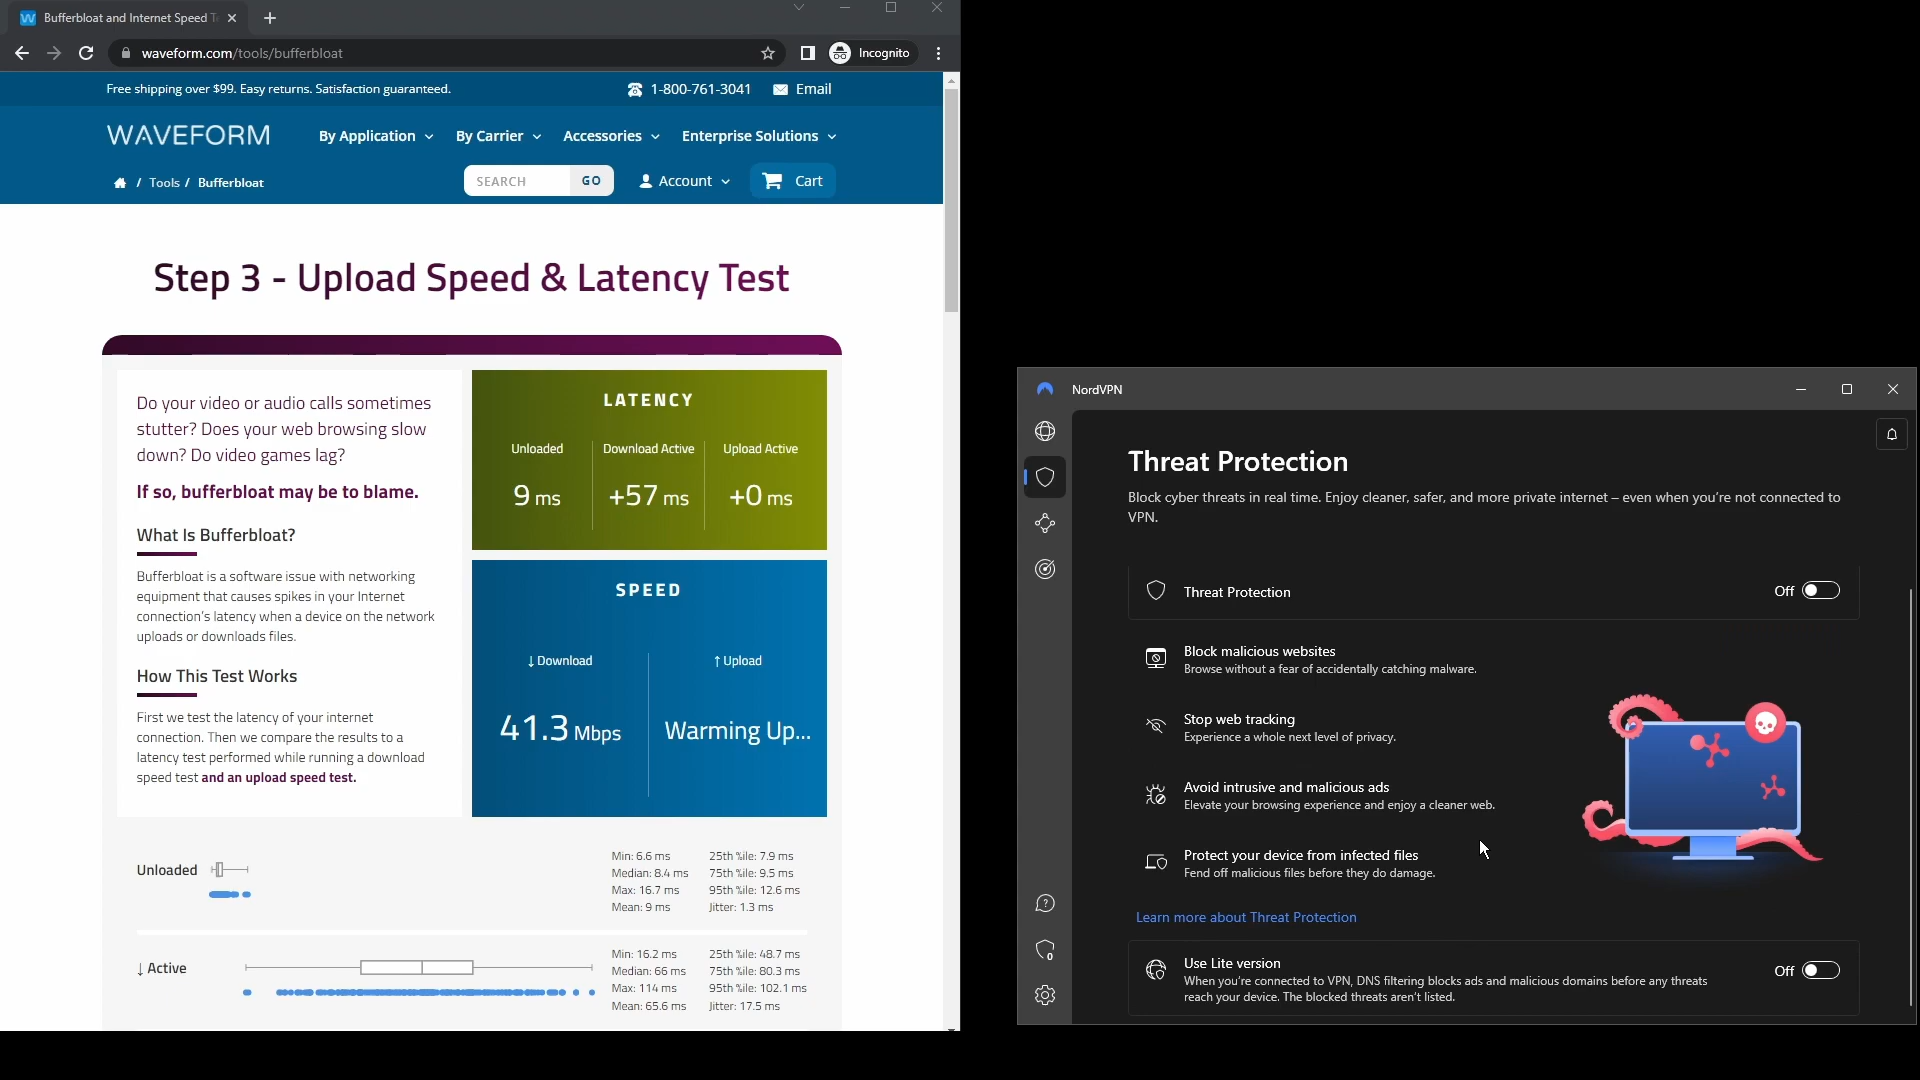 Bufferbloat and Internet Speed T
waveform.com/tools/bufferbloat
Incognito
Free shipping over $99. Easy returns. Satisfaction guaranteed.
1-800-761-3041
Email
WAVEFORM
By Application
By Carrier
Accessories
Enterprise Solutions
/ Tools / Bufferbloat
SEARCH
GO
Account
Cart
Step 3 - Upload Speed & Latency Test
Do your video or audio calls sometimes
stutter? Does your web browsing slow
down? Do video games lag?
If so, bufferbloat may be to blame.
What Is Bufferbloat?
Bufferbloat is a software issue with networking
equipment that causes spikes in your Internet
connection's latency when a device on the network
uploads or downloads files.
How This Test Works
First we test the latency of your internet
connection. Then we compare the results to a
latency test performed while running a download
speed test and an upload speed test.
LATENCY
Unloaded
Download Active
Upload Active
9 ms
+57 ms
+0 ms
SPEED
↓ Download
↑ Upload
41.3 Mbps
Warming Up...
Unloaded
Min: 6.6 ms
25th %ile: 7.9 ms
Median: 8.4 ms
75th %ile: 9.5 ms
Max: 16.7 ms
95th %ile: 12.6 ms
Mean: 9 ms
Jitter: 1.3 ms
↓ Active
Min: 16.2 ms
25th %ile: 48.7 ms
Median: 66 ms
75th %ile: 80.3 ms
Max: 114 ms
95th %ile: 102.1 ms
Mean: 65.6 ms
Jitter: 17.5 ms
NordVPN
Threat Protection
Block cyber threats in real time. Enjoy cleaner, safer, and more private internet – even when you're not connected to
VPN.
Threat Protection
Off
Block malicious websites
Browse without a fear of accidentally catching malware.
Stop web tracking
Experience a whole next level of privacy.
Avoid intrusive and malicious ads
Elevate your browsing experience and enjoy a cleaner web.
Protect your device from infected files
Fend off malicious files before they do damage.
Learn more about Threat Protection
Use Lite version
When you're connected to VPN, DNS filtering blocks ads and malicious domains before any threats
reach your device. The blocked threats aren't listed.
Off